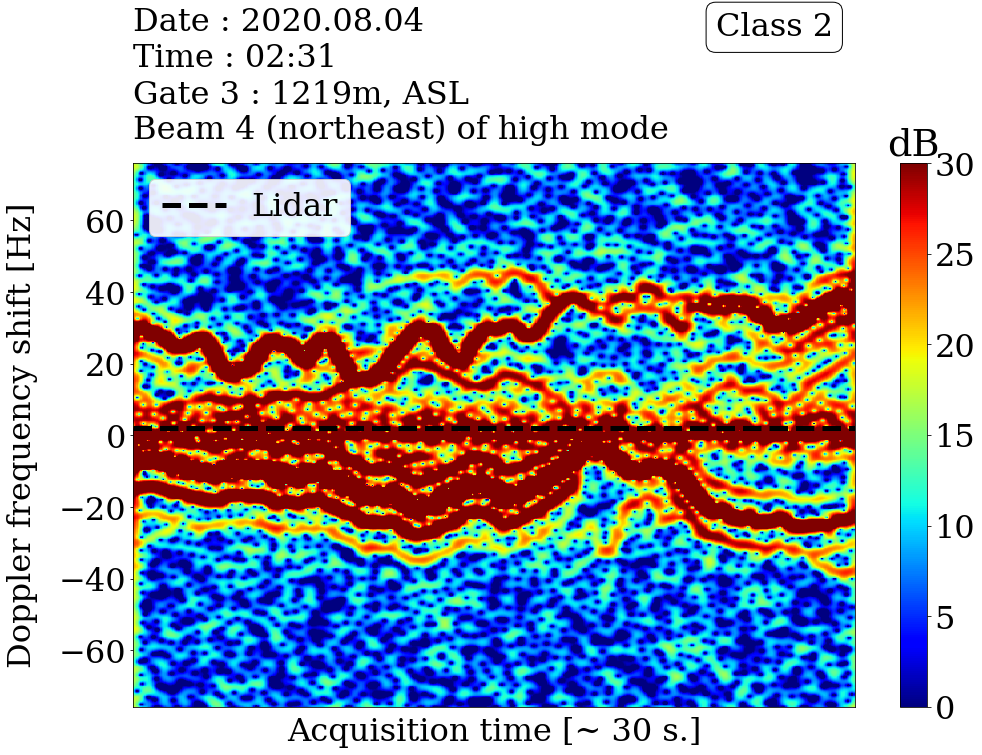 Date : 2020.08.04
Time : 02:31
Gate 3 : 1219m, ASL
Beam 4 (northeast) of high mode
Class 2
dB
Lidar
Doppler frequency shift [Hz]
60
40
20
0
−20
−40
−60
Acquisition time [~ 30 s.]
30
25
20
15
10
5
0